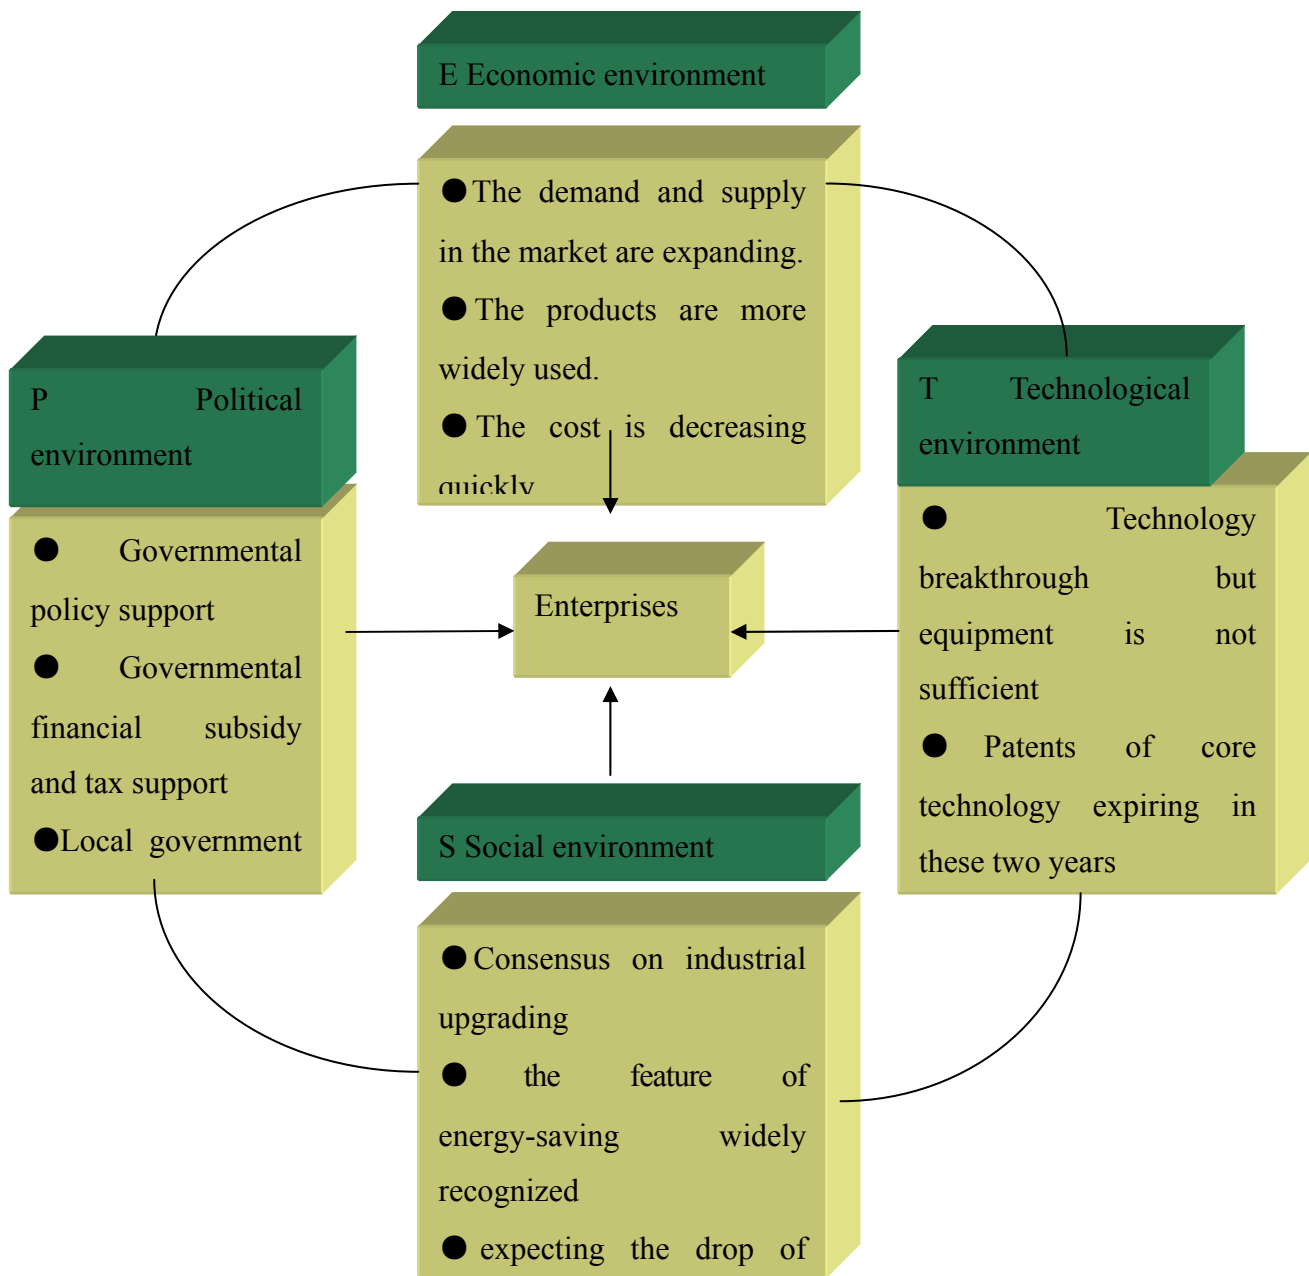 E Economic environment
●The demand and supply
in the market are expanding.
● The products are more
widely used.
● The cost is decreasing
quickly
P Political
environment
● Governmental
policy support
● Governmental
financial subsidy
and tax support
●Local government
Enterprises
T Technological
environment
● Technology
breakthrough but
equipment is not
sufficient
● Patents of core
technology expiring in
these two years
S Social environment
● Consensus on industrial
upgrading
● the feature of
energy-saving widely
recognized
● expecting the drop of